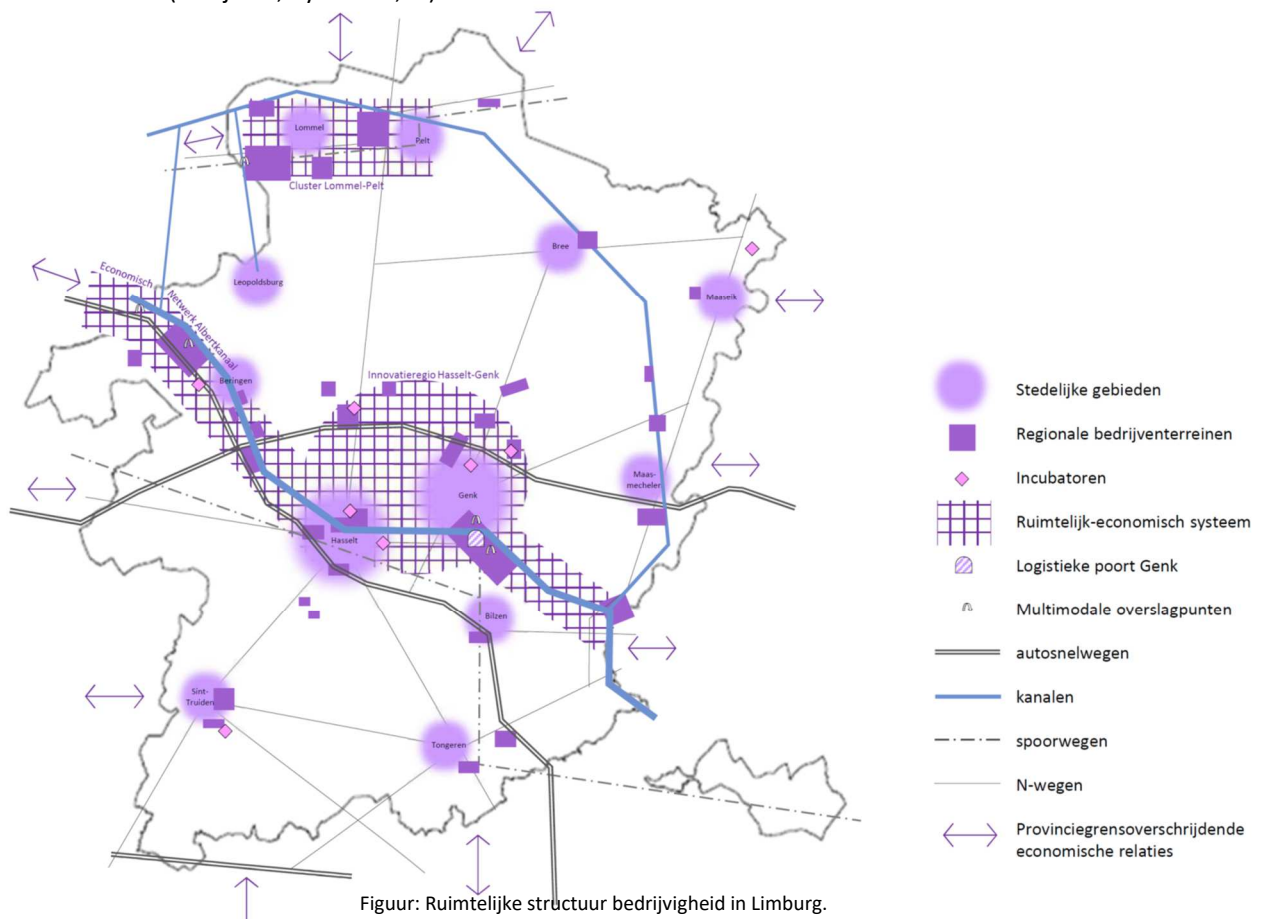 Lommel
Pelt
Cluster Lommel-Pelt
Bree
Leopoldsburg
Maaseik
Economisch
Netwerk Albertkanaal
Beringen
Innovatieregio Hasselt-Genk
Maas-
mechelen
Genk
Hasselt
Bilzen
Sint-
Truiden
Tongeren
Stedelijke gebieden
Regionale bedrijventerreinen
Incubatoren
Ruimtelijk-economisch systeem
Logistieke poort Genk
Multimodale overslagpunten
autosnelwegen
kanalen
spoorwegen
N-wegen
Provinciegrensoverschrijdende
economische relaties
Figuur: Ruimtelijke structuur bedrijvigheid in Limburg.